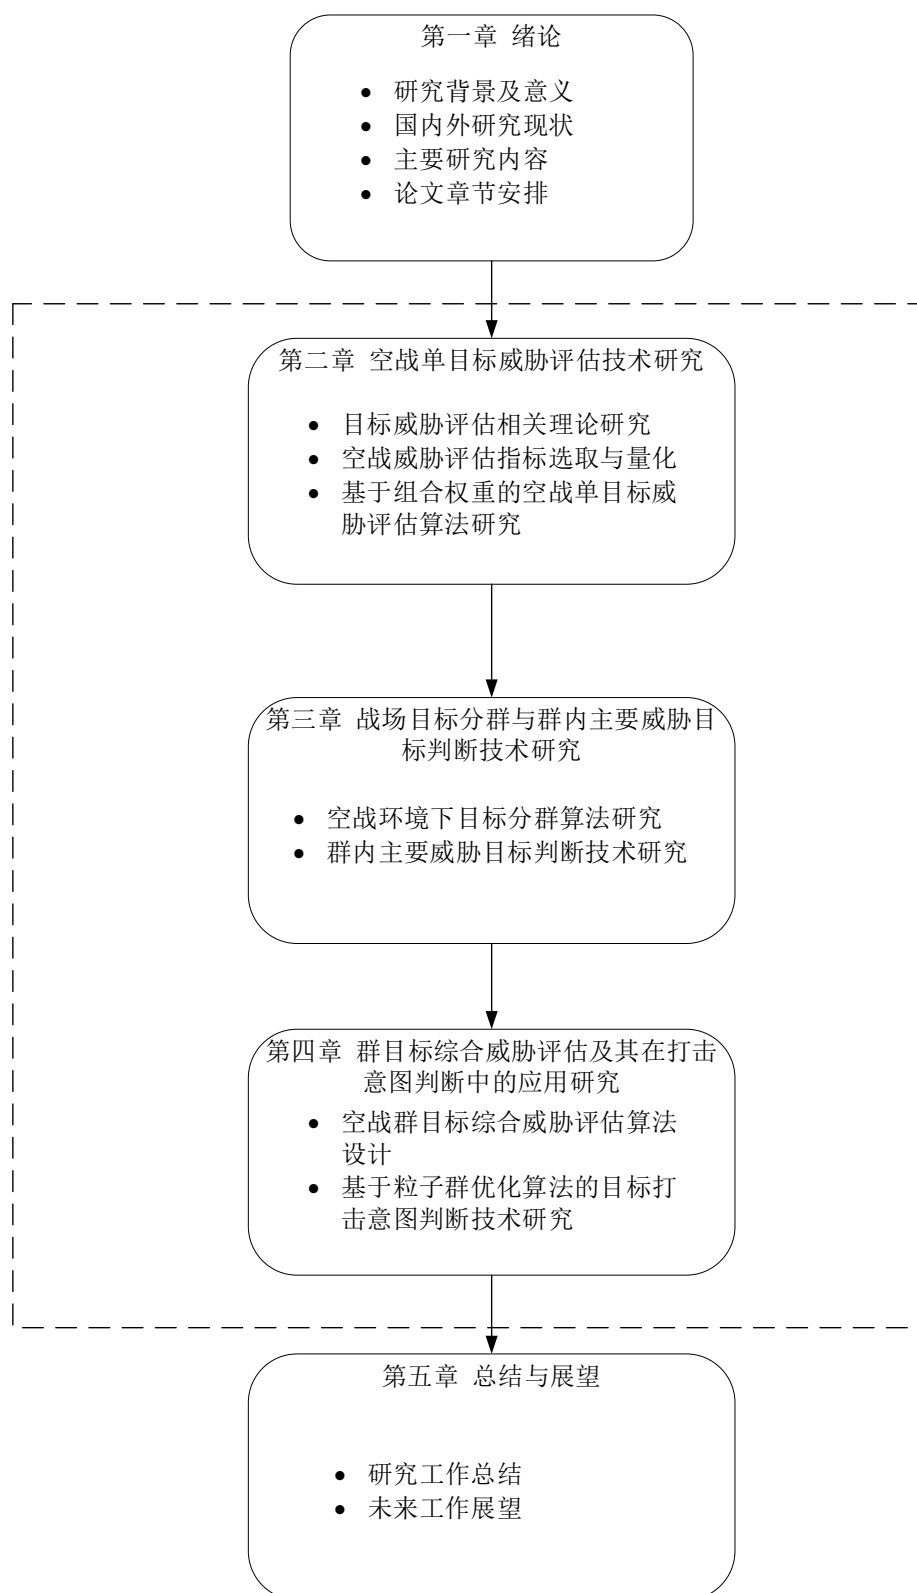 第一章 绪论
• 研究背景及意义
• 国内外研究现状
• 主要研究内容
• 论文章节安排
第二章 空战单目标威胁评估技术研究
• 目标威胁评估相关理论研究
• 空战威胁评估指标选取与量化
• 基于组合权重的空战单目标威
胁评估算法研究
第三章 战场目标分群与群内主要威胁目
标判断技术研究
• 空战环境下目标分群算法研究
• 群内主要威胁目标判断技术研究
第四章 群目标综合威胁评估及其在打击
意图判断中的应用研究
• 空战群目标综合威胁评估算法
设计
• 基于粒子群优化算法的目标打
击意图判断技术研究
第五章 总结与展望
• 研究工作总结
• 未来工作展望